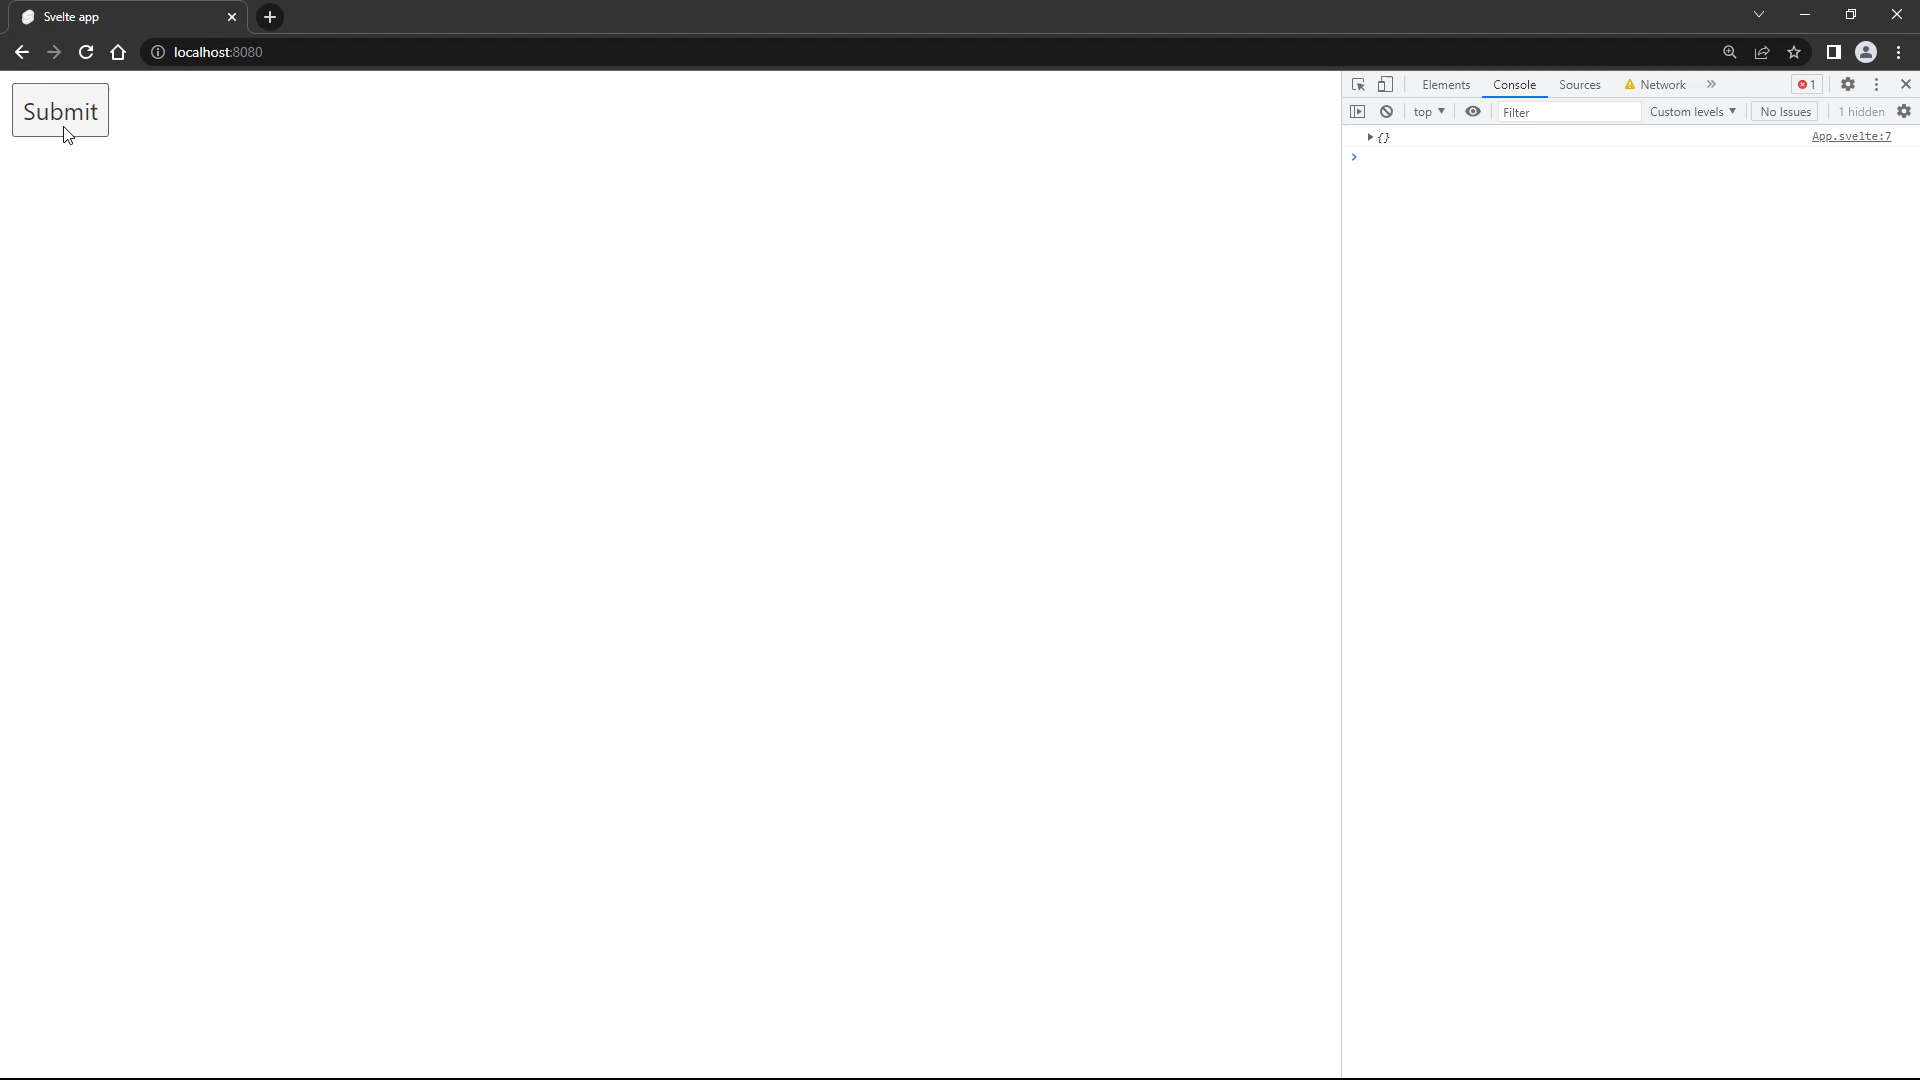 Svelte app
localhost:8080
Submit
Elements Console Sources Network 1
top Filter Custom levels No Issues 1 hidden
{} App.svelte:7